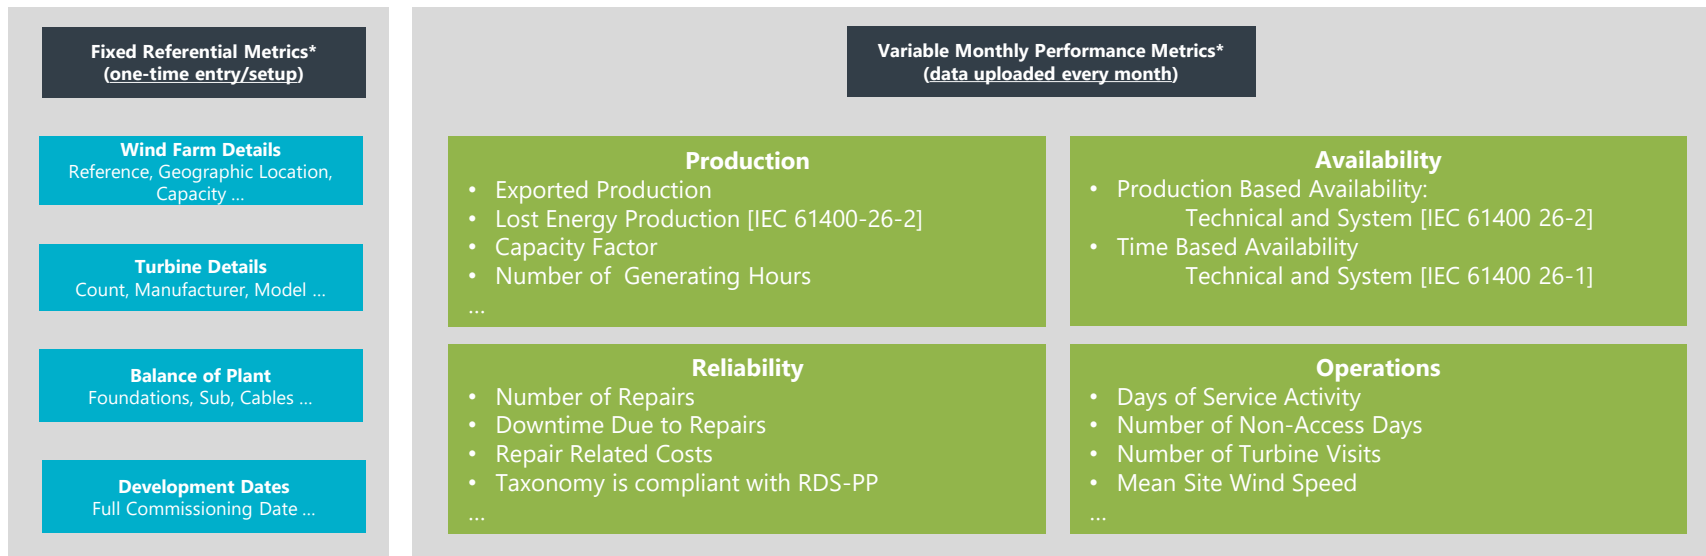 Fixed Referential Metrics*
(one-time entry/setup)
Wind Farm Details
Reference, Geographic Location,
Capacity ...
Turbine Details
Count, Manufacturer, Model ...
Balance of Plant
Foundations, Sub, Cables ...
Development Dates
Full Commissioning Date ...
Variable Monthly Performance Metrics*
(data uploaded every month)
Production
• Exported Production
• Lost Energy Production [IEC 61400-26-2]
• Capacity Factor
• Number of  Generating Hours
...
Availability
• Production Based Availability:
Technical and System [IEC 61400 26-2]
• Time Based Availability
Technical and System [IEC 61400 26-1]
Reliability
• Number of Repairs
• Downtime Due to Repairs
• Repair Related Costs
• Taxonomy is compliant with RDS-PP
...
Operations
• Days of Service Activity
• Number of Non-Access Days
• Number of Turbine Visits
• Mean Site Wind Speed
...